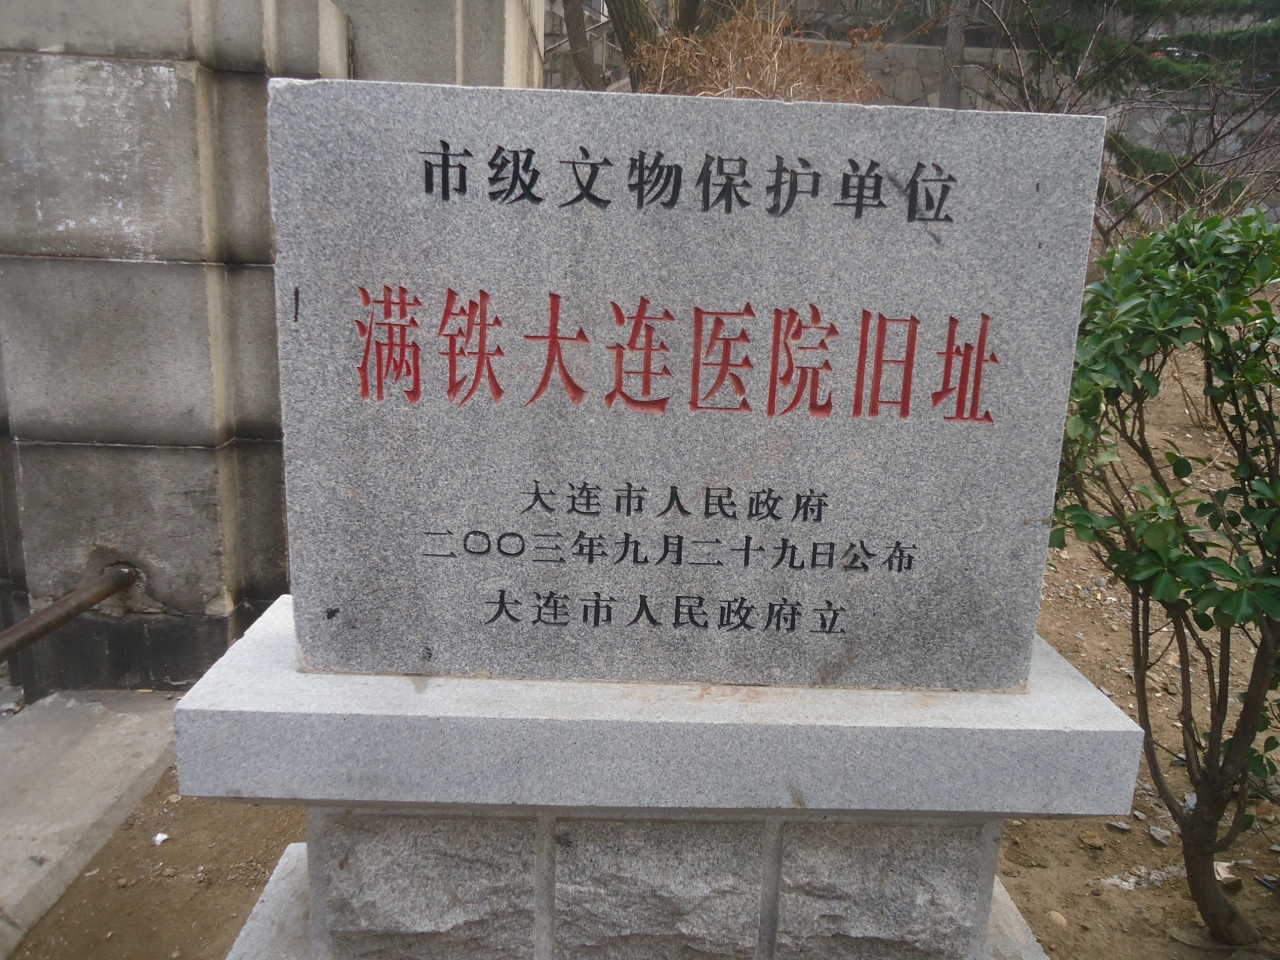 市级文物保护单位
满铁大连医院旧址
大连市人民政府
二〇〇三年九月二十九日公布
大连市人民政府立